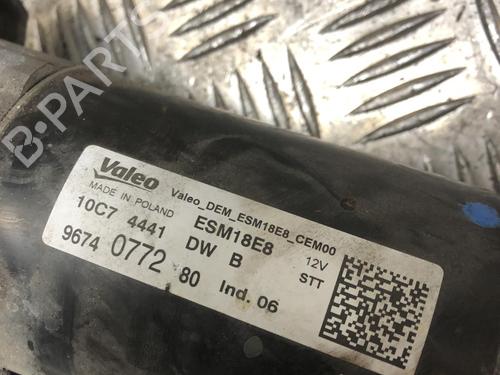 B-PARTS
Valeo Valeo_DEM_ESM18E8_CEM00
MADE IN POLAND
10C7 4441 ESM18E8 12V
9674 0772 80 DW B STT
Ind. 06